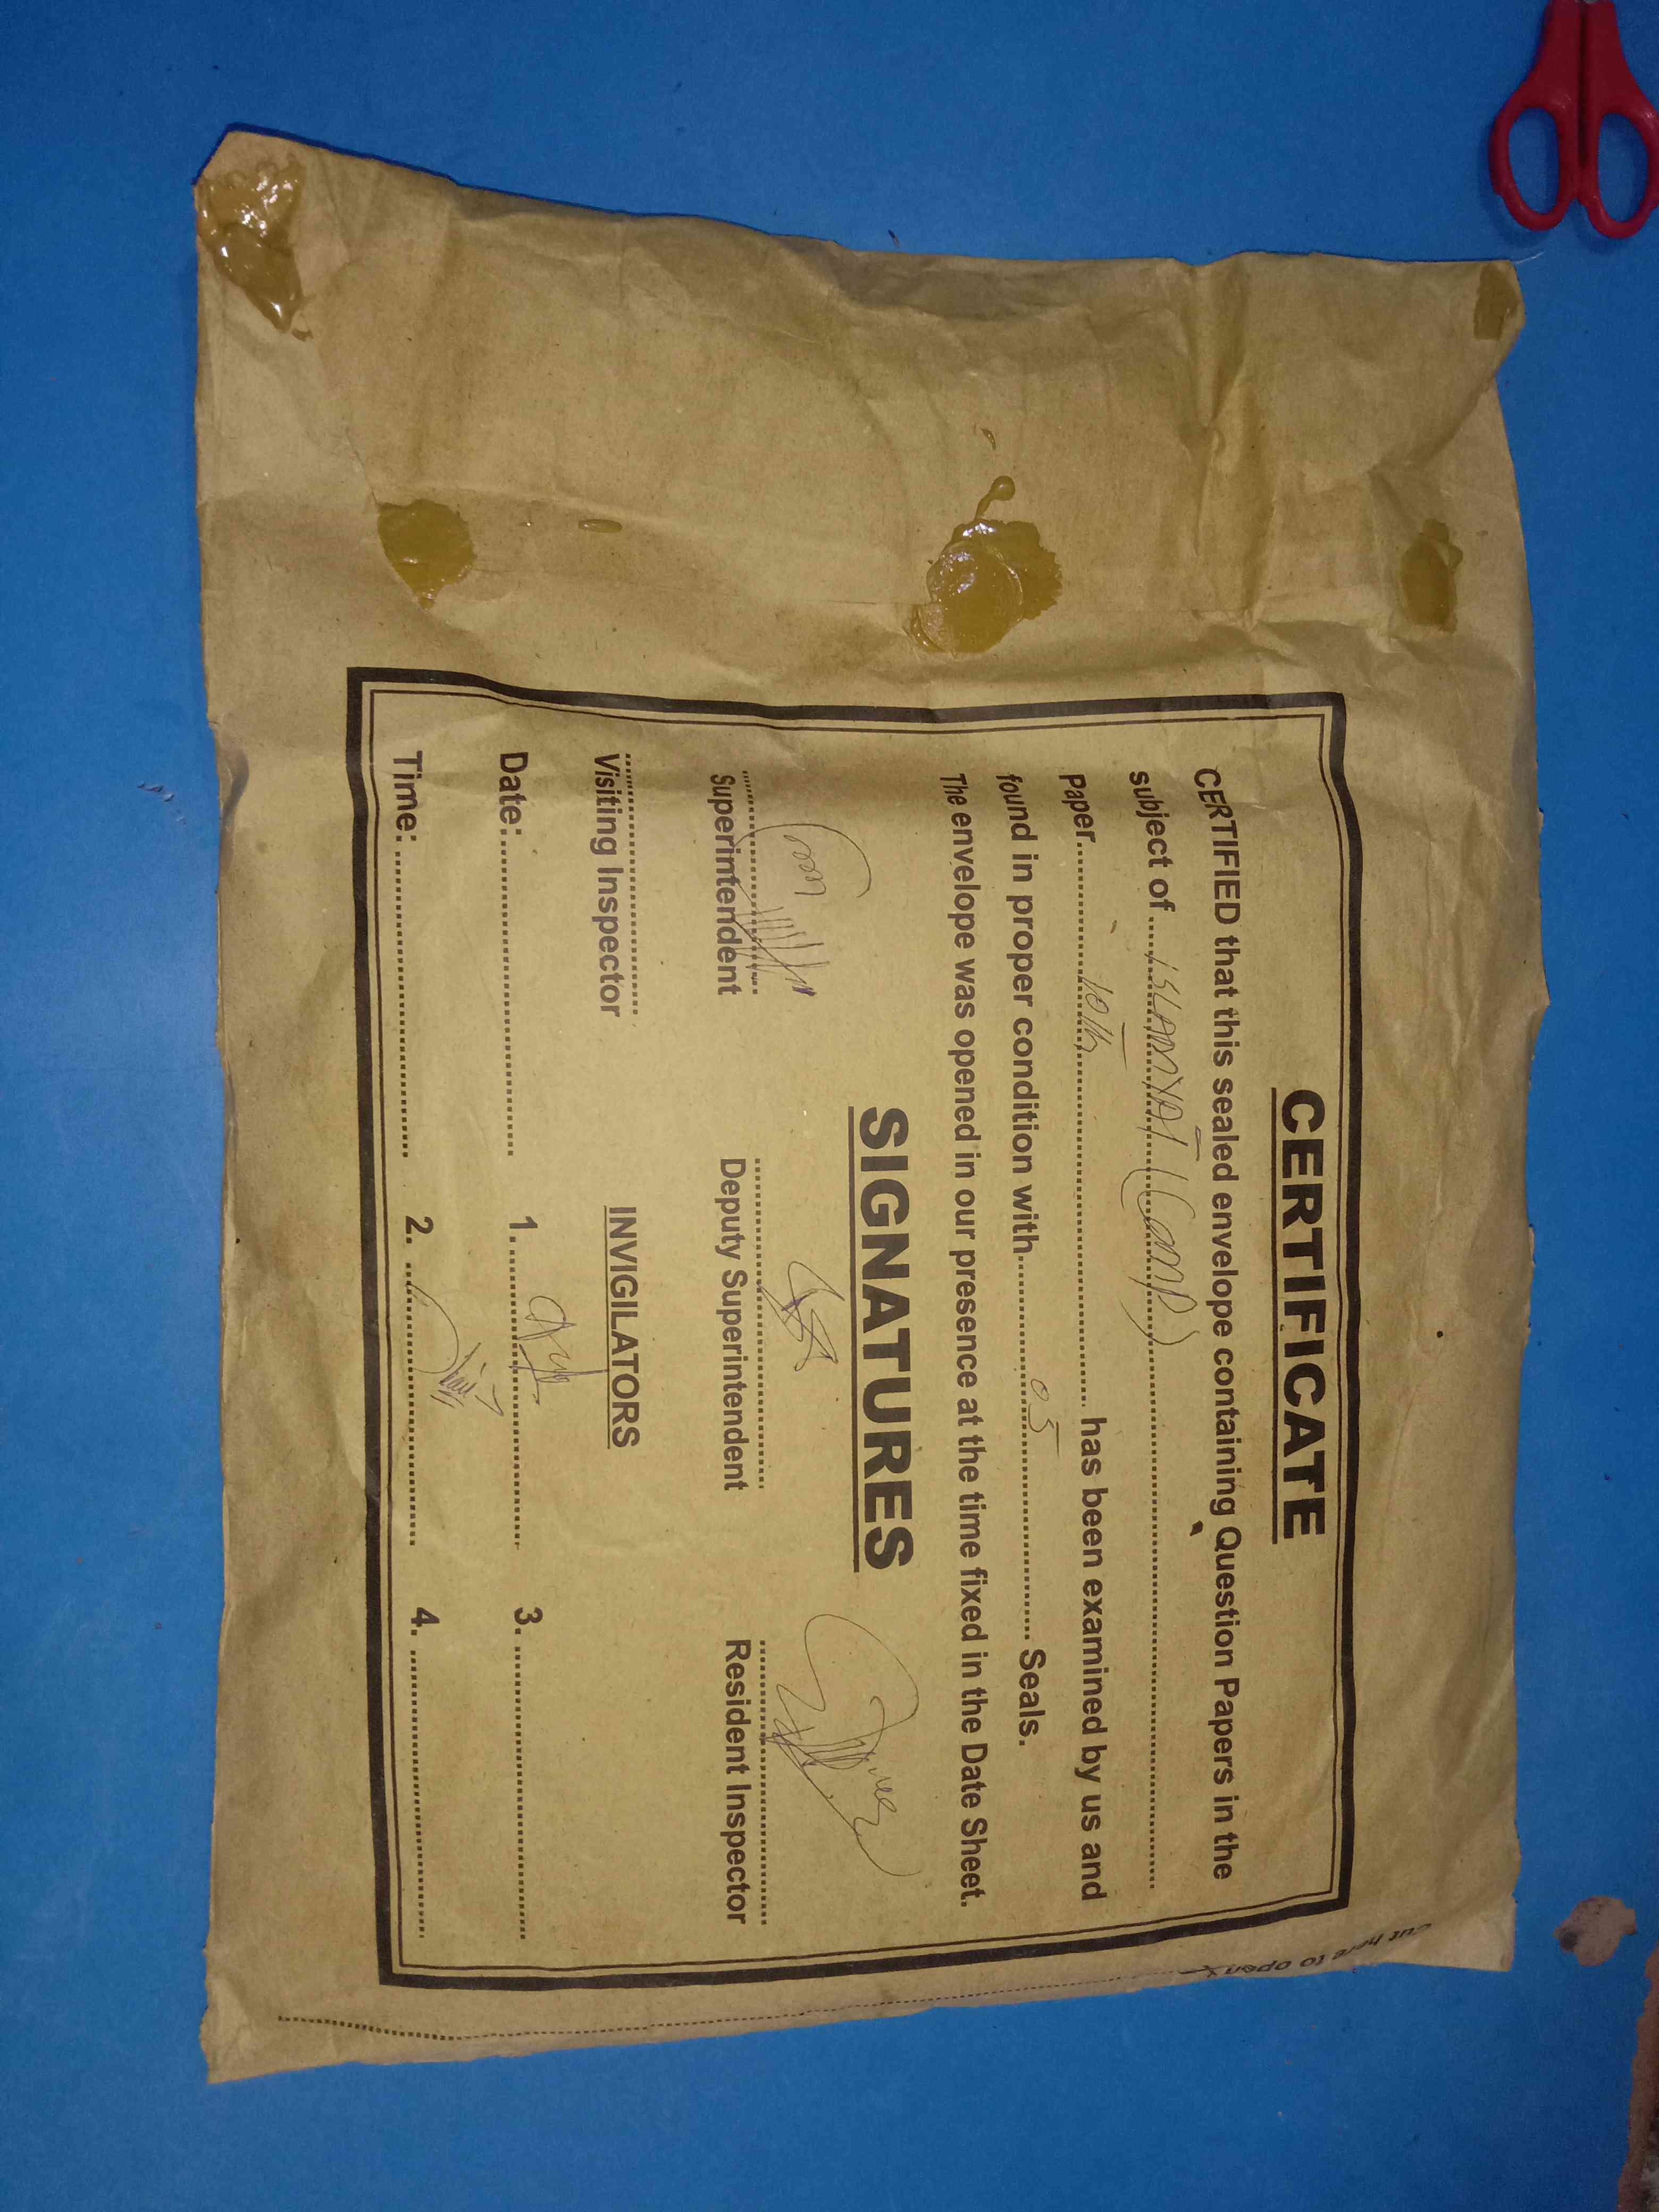 CERTIFICATE
CERTIFIED that this sealed envelope containing Question Papers in the
subject of ISLAMYAT (Comp)
Paper 10th has been examined by us and
found in proper condition with 05 Seals.
The envelope was opened in our presence at the time fixed in the Date Sheet.
SIGNATURES
Superintendent Deputy Superintendent Resident Inspector
Visiting Inspector
INVIGILATORS
Date: 1. 3.
Time: 2. 4.
Cut here to open